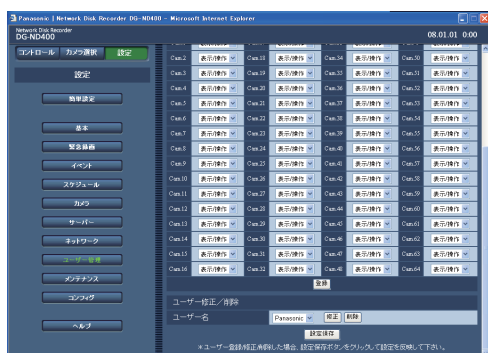 Panasonic | Network Disk Recorder DG-ND400 - Microsoft Internet Explorer
Network Disk Recorder
DG-ND400
08.01.01 0:00
コントロール カメラ選択 設定
設定
簡単設定
基本
緊急録画
イベント
スケジュール
カメラ
サーバー
ネットワーク
ユーザー管理
メンテナンス
コンフィグ
ヘルプ
Cam.2 表示/操作 Cam.18 表示/操作 Cam.34 表示/操作 Cam.50 表示/操作
Cam.3 表示/操作 Cam.19 表示/操作 Cam.35 表示/操作 Cam.51 表示/操作
Cam.4 表示/操作 Cam.20 表示/操作 Cam.36 表示/操作 Cam.52 表示/操作
Cam.5 表示/操作 Cam.21 表示/操作 Cam.37 表示/操作 Cam.53 表示/操作
Cam.6 表示/操作 Cam.22 表示/操作 Cam.38 表示/操作 Cam.54 表示/操作
Cam.7 表示/操作 Cam.23 表示/操作 Cam.39 表示/操作 Cam.55 表示/操作
Cam.8 表示/操作 Cam.24 表示/操作 Cam.40 表示/操作 Cam.56 表示/操作
Cam.9 表示/操作 Cam.25 表示/操作 Cam.41 表示/操作 Cam.57 表示/操作
Cam.10 表示/操作 Cam.26 表示/操作 Cam.42 表示/操作 Cam.58 表示/操作
Cam.11 表示/操作 Cam.27 表示/操作 Cam.43 表示/操作 Cam.59 表示/操作
Cam.12 表示/操作 Cam.28 表示/操作 Cam.44 表示/操作 Cam.60 表示/操作
Cam.13 表示/操作 Cam.29 表示/操作 Cam.45 表示/操作 Cam.61 表示/操作
Cam.14 表示/操作 Cam.30 表示/操作 Cam.46 表示/操作 Cam.62 表示/操作
Cam.15 表示/操作 Cam.31 表示/操作 Cam.47 表示/操作 Cam.63 表示/操作
Cam.16 表示/操作 Cam.32 表示/操作 Cam.48 表示/操作 Cam.64 表示/操作
登録
ユーザー修正/削除
ユーザー名 Panasonic 修正 削除
設定保存
※ユーザー登録/修正/削除した場合、設定保存ボタンをクリックして設定を反映して下さい。